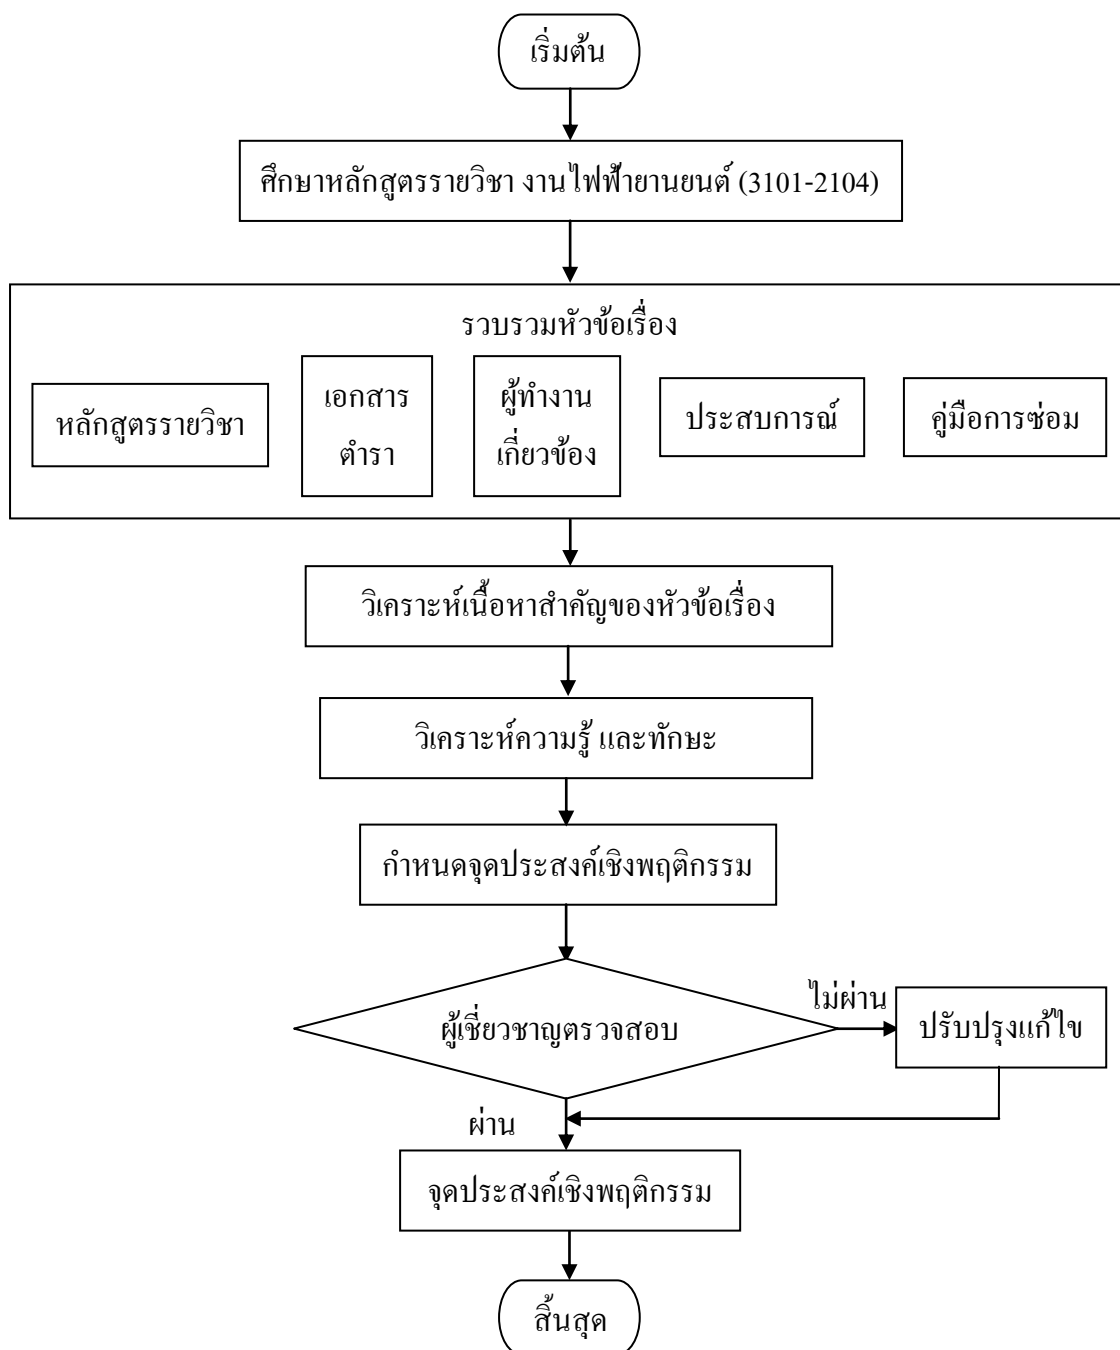 เริ่มต้น
ศึกษาหลักสูตรรายวิชา งานไฟฟ้ายานยนต์ (3101-2104)
รวบรวมหัวข้อเรื่อง
หลักสูตรรายวิชา
เอกสาร
ตำรา
ผู้ทำงาน
เกี่ยวข้อง
ประสบการณ์
คู่มือการซ่อม
วิเคราะห์เนื้อหาสำคัญของหัวข้อเรื่อง
วิเคราะห์ความรู้ และทักษะ
กำหนดจุดประสงค์เชิงพฤติกรรม
ผู้เชี่ยวชาญตรวจสอบ
ไม่ผ่าน
ปรับปรุงแก้ไข
ผ่าน
จุดประสงค์เชิงพฤติกรรม
สิ้นสุด